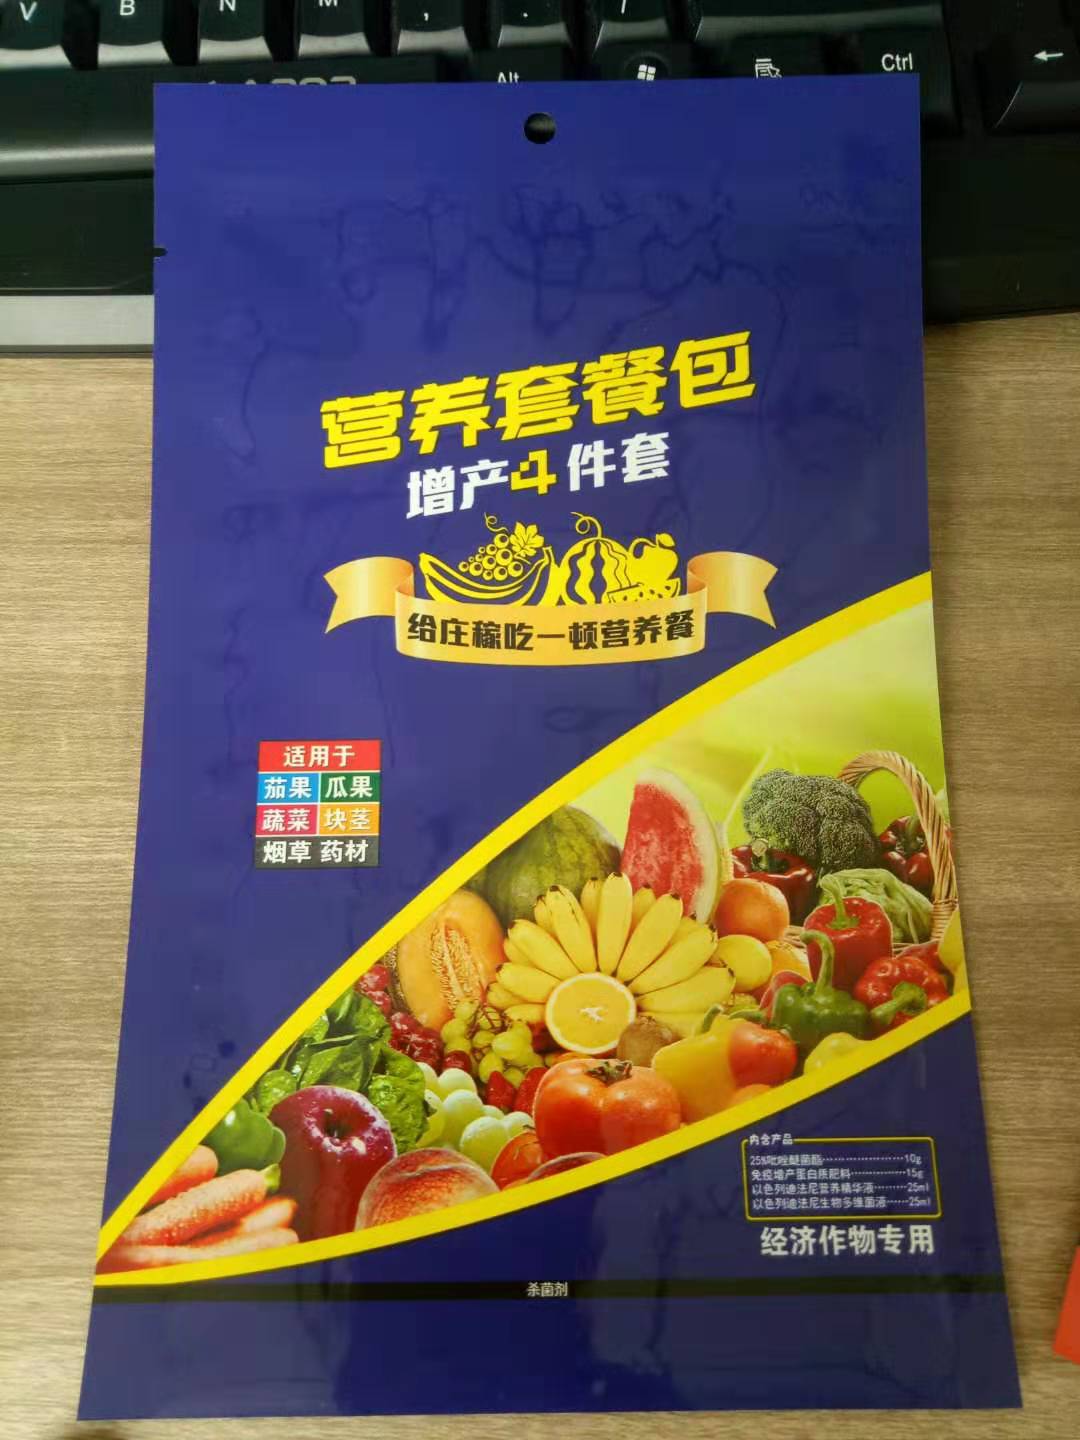 V B N M , . /
Alt
Ctrl
营养套餐包
增产4件套
给庄稼吃一顿营养餐
适用于
茄果 瓜果
蔬菜 块茎
烟草 药材
内含产品
25%吡唑醚菌酯……………………10g
免疫增产蛋白质肥料……………15g
以色列迪法尼营养精华液………25ml
以色列迪法尼生物多维菌液……25ml
经济作物专用
杀菌剂